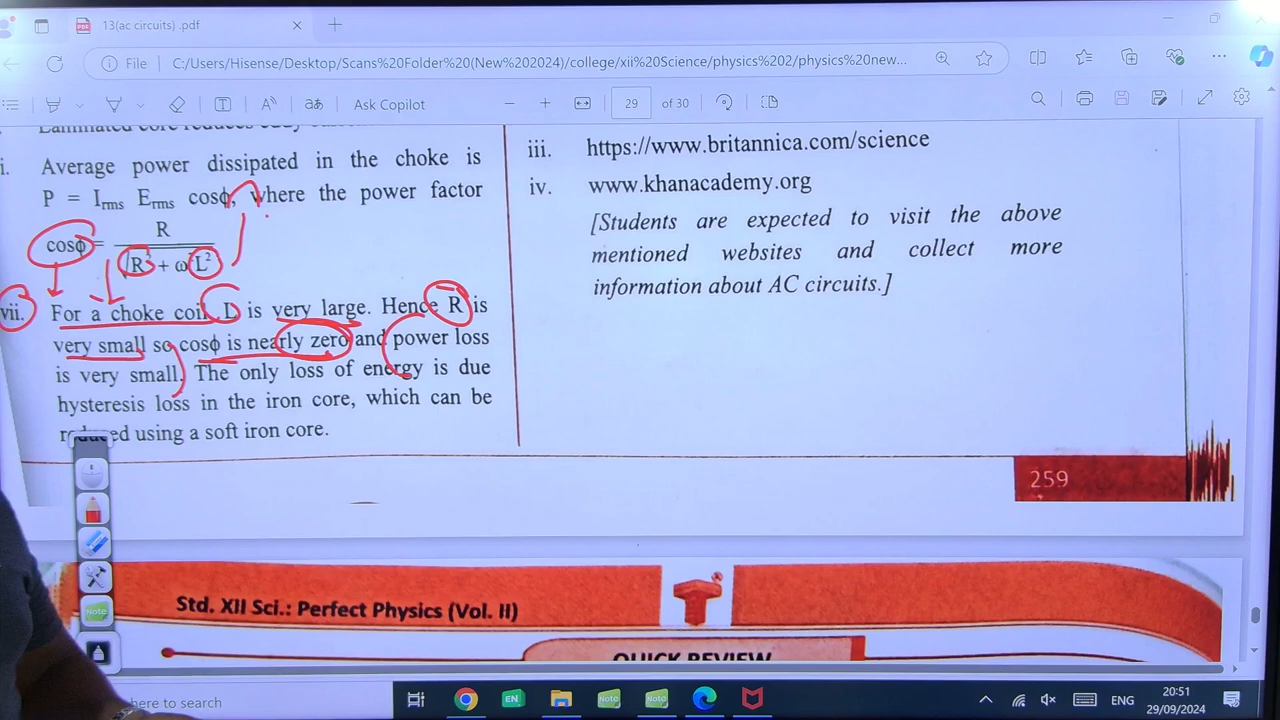 13(ac circuits) .pdf
File
C:/Users/Hisense/Desktop/Scans%20Folder%20(New%202024)/college/xii%20Science/physics%202/physics%20new...
Ask Copilot
29 of 30
i. Average power dissipated in the choke is
P = Irms Erms cosϕ, where the power factor
cosϕ = R / √R² + ωL²
vii. For a choke coil, L is very large. Hence R is
very small so cosϕ is nearly zero and power loss
is very small. The only loss of energy is due
hysteresis loss in the iron core, which can be
reduced using a soft iron core.
iii. https://www.britannica.com/science
iv. www.khanacademy.org
[Students are expected to visit the above
mentioned websites and collect more
information about AC circuits.]
259
Std. XII Sci.: Perfect Physics (Vol. II)
QUICK REVIEW
Note
here to search
EN
Note
Note
ENG
20:51
29/09/2024